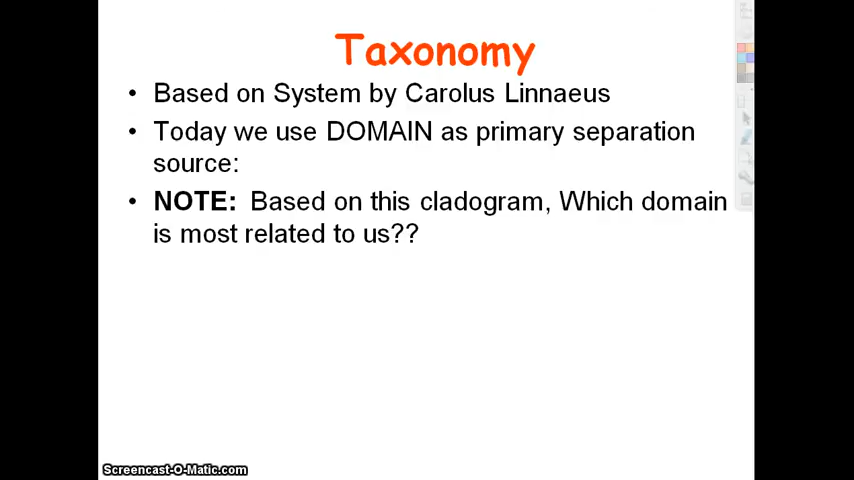 Taxonomy
• Based on System by Carolus Linnaeus
• Today we use DOMAIN as primary separation
source:
• NOTE: Based on this cladogram, Which domain
is most related to us??
Screencast-O-Matic.com